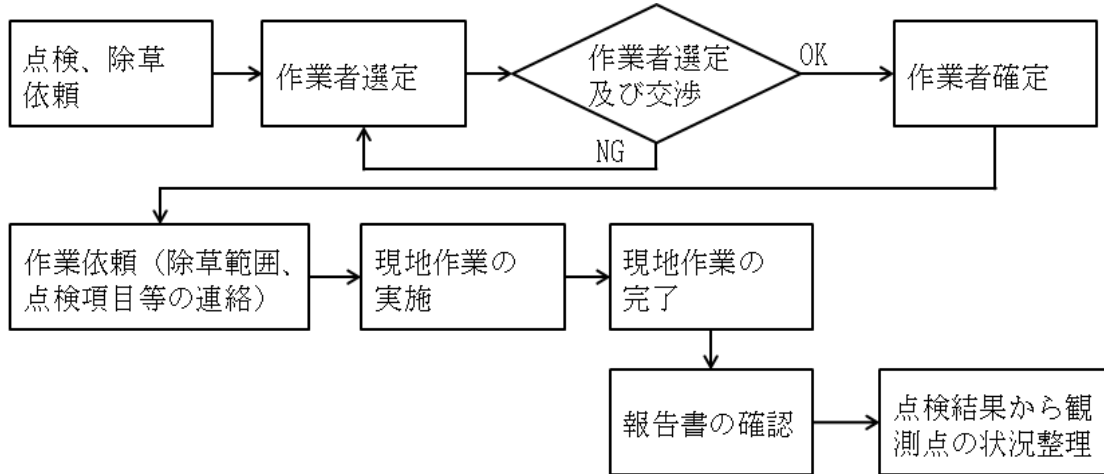 点検、除草
依頼
作業者選定
作業者選定
及び交渉
OK
NG
作業者確定
作業依頼（除草範囲、
点検項目等の連絡）
現地作業の
実施
現地作業の
完了
報告書の確認
点検結果から観
測点の状況整理